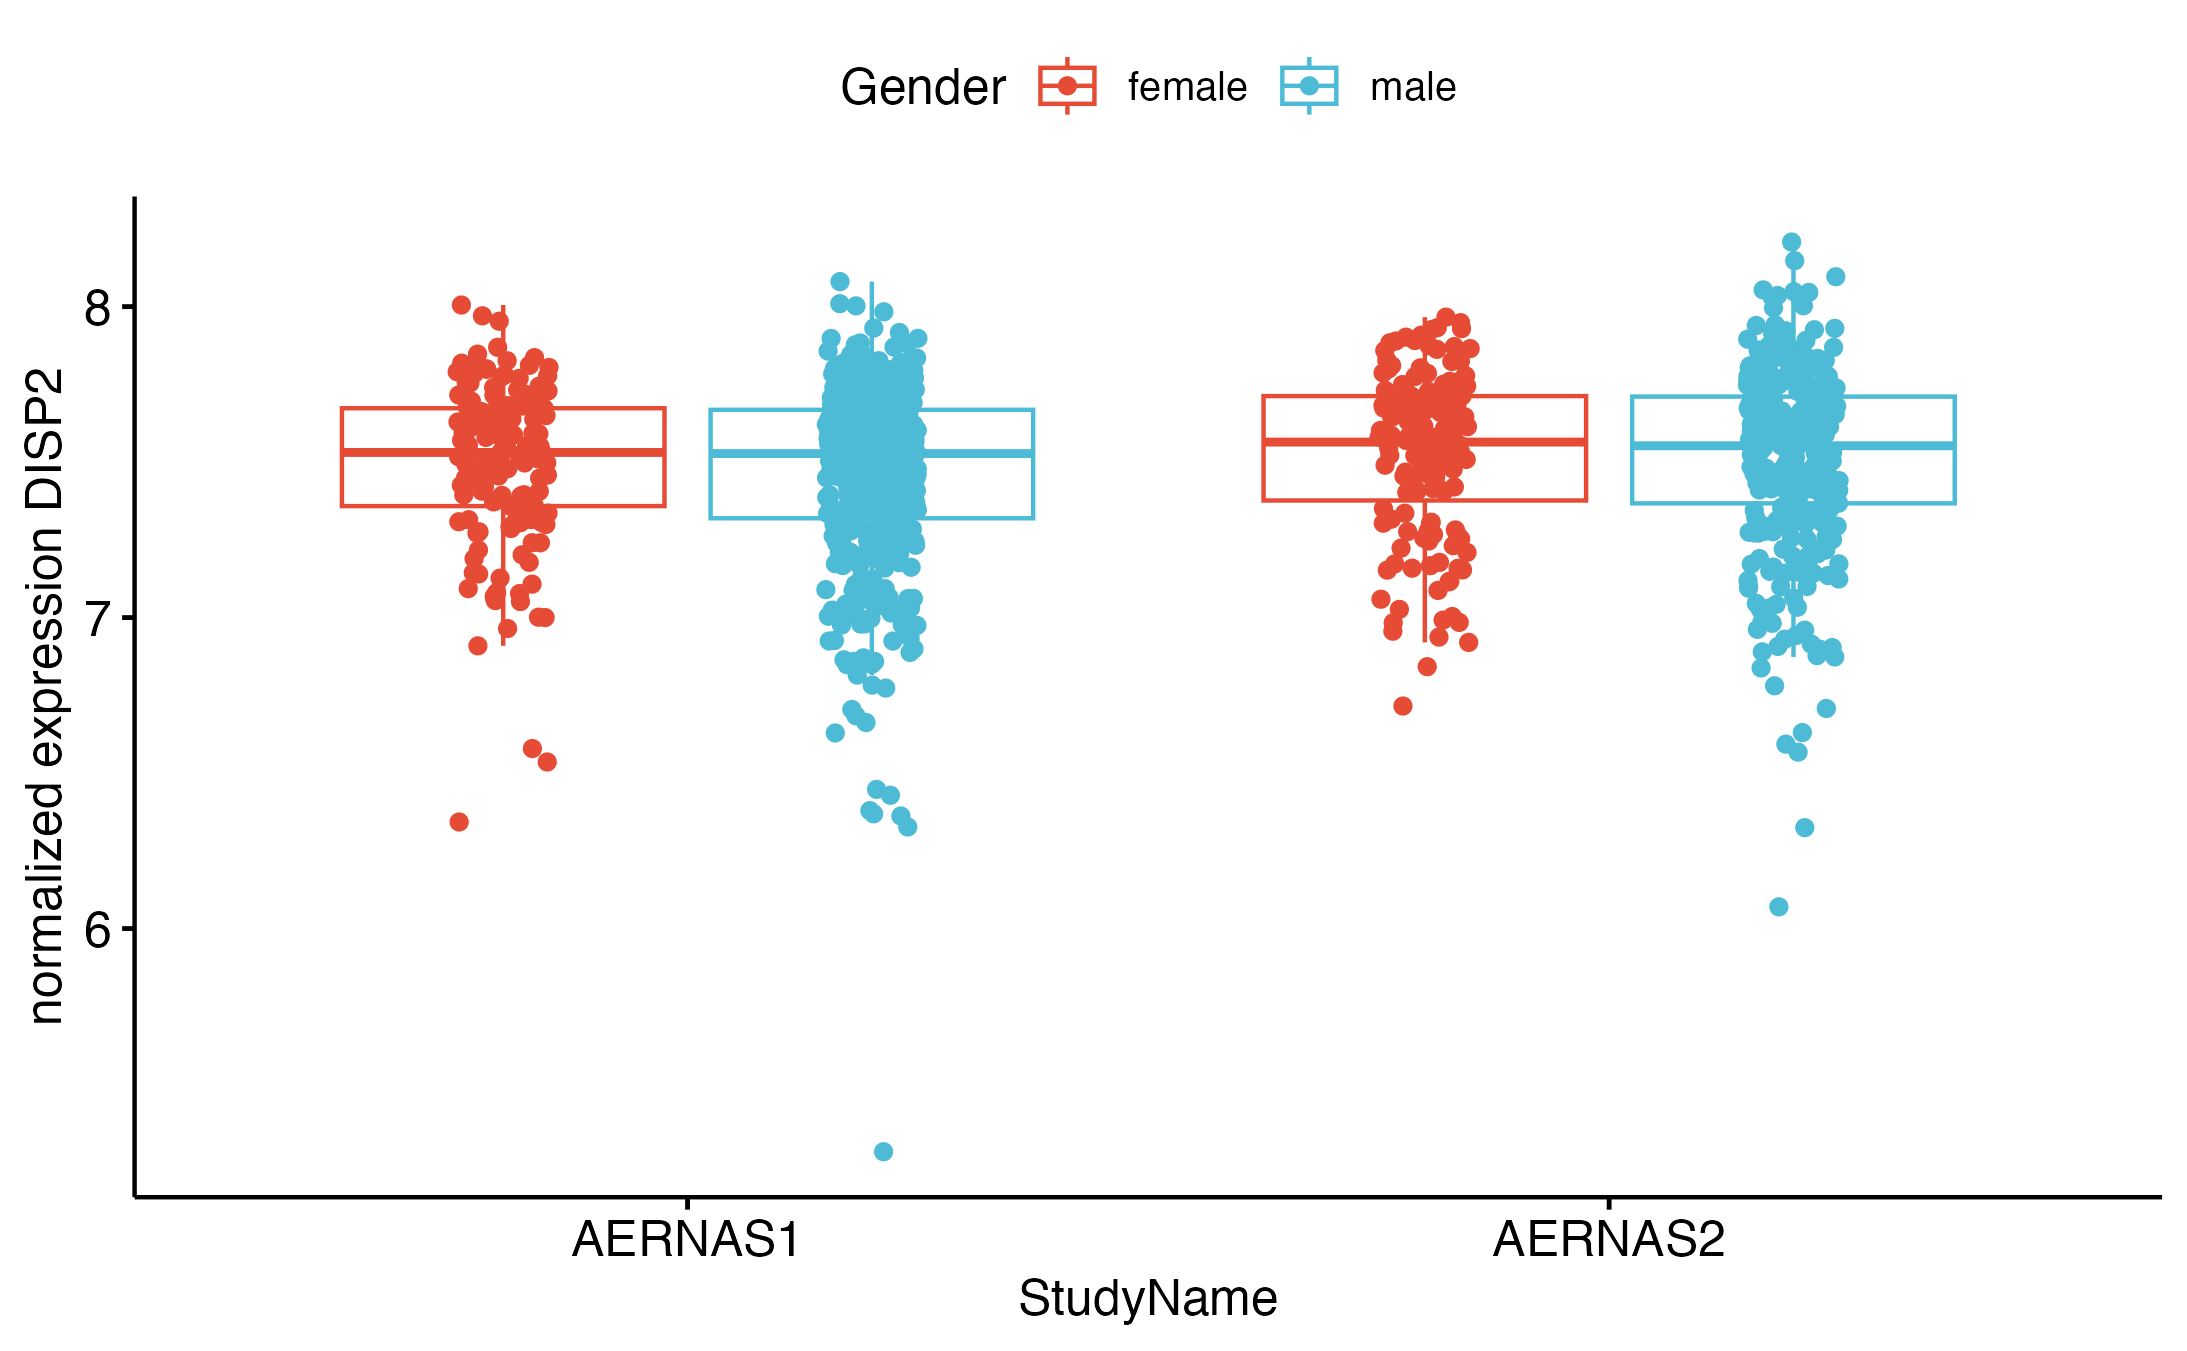 Gender female male
normalized expression DISP2
8
7
6
AERNAS1 AERNAS2
StudyName